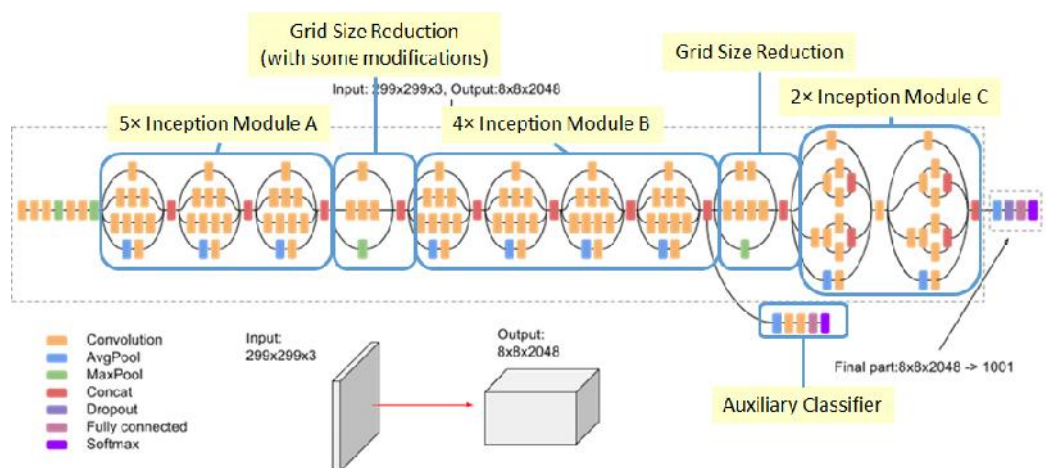 Grid Size Reduction
(with some modifications)
Grid Size Reduction
Input: 299x299x3, Output:8x8x2048
5× Inception Module A
4× Inception Module B
2× Inception Module C
Convolution
AvgPool
MaxPool
Concat
Dropout
Fully connected
Softmax
Input:
299x299x3
Output:
8x8x2048
Final part:8x8x2048 -> 1001
Auxiliary Classifier